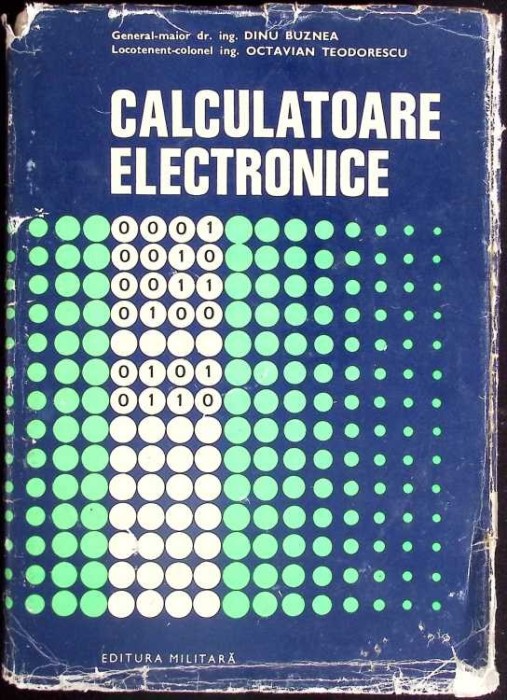 General-maior dr. ing. DINU BUZNEA
Locotenent-colonel ing. OCTAVIAN TEODORESCU
CALCULATOARE
ELECTRONICE
0001
0010
0011
0100
0101
0110
EDITURA MILITARĂ